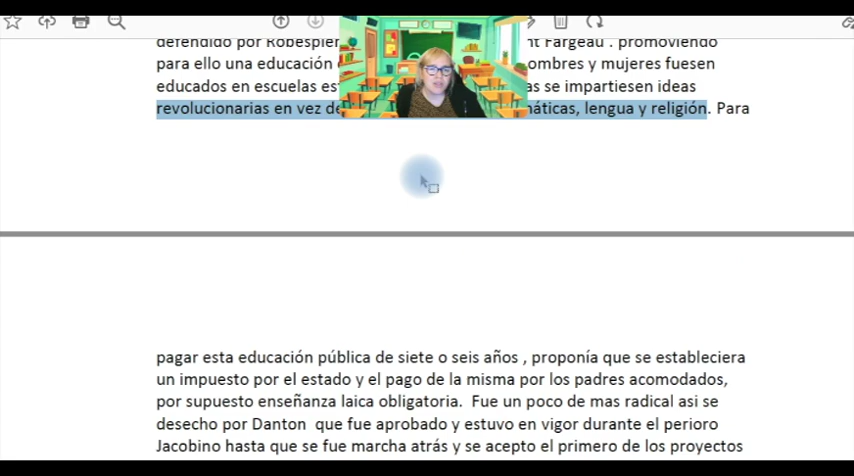 defendido por Robespier nt Fargeau . promoviendo
para ello una educación ombres y mujeres fuesen
educados en escuelas es as se impartiesen ideas
revolucionarias en vez de máticas, lengua y religión. Para
pagar esta educación pública de siete o seis años , proponía que se estableciera
un impuesto por el estado y el pago de la misma por los padres acomodados,
por supuesto enseñanza laica obligatoria. Fue un poco de mas radical asi se
desecho por Danton que fue aprobado y estuvo en vigor durante el perioro
Jacobino hasta que se fue marcha atrás y se acepto el primero de los proyectos